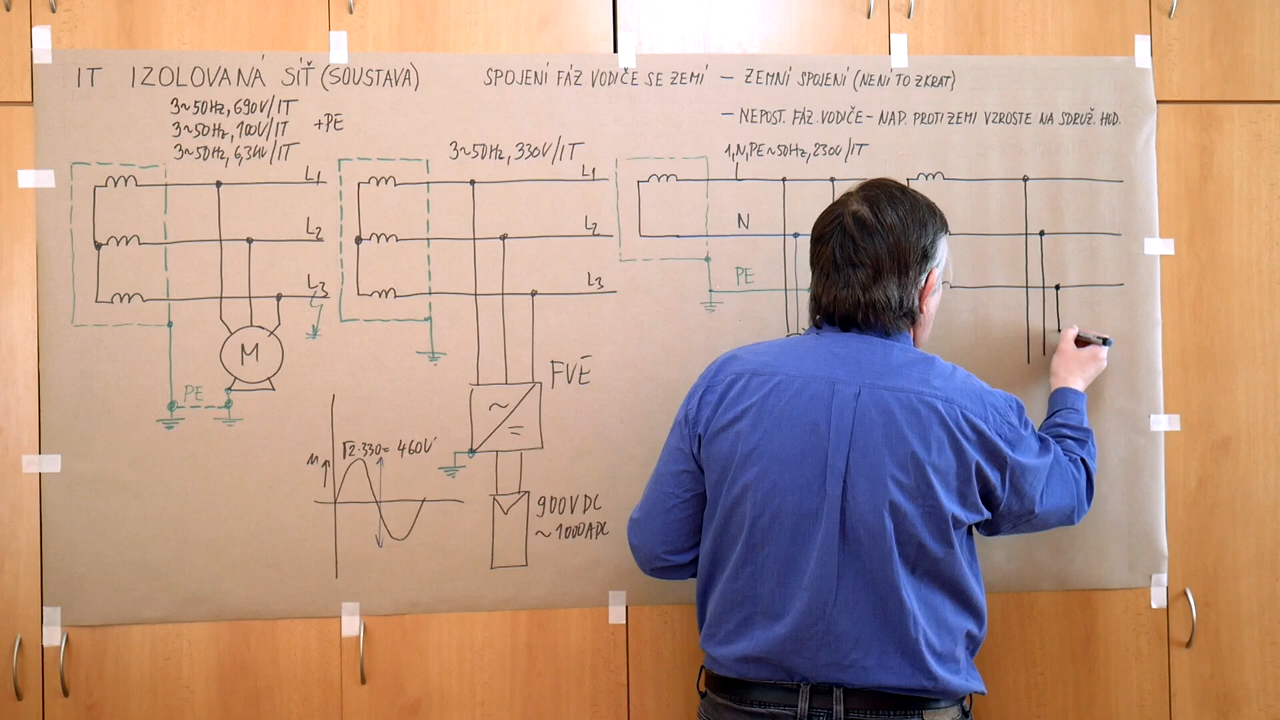 IT IZOLOVANÁ SÍŤ (SOUSTAVA)
SPOJENÍ FÁZ VODIČE SE ZEMÍ – ZEMNÍ SPOJENÍ (NENÍ TO ZKRAT)
– NEPOST. FÁZ. VODIČE – NAP. PROTI ZEMI VZROSTE NA SDRUŽ. HOD.
3~50Hz, 690V/IT
3~50Hz, 100V/IT +PE
3~50Hz, 6,3kV/IT
L1
L2
L3
M
PE
3~50Hz, 330V/IT
L1
L2
L3
FVE
~
=
√2·330= 460V
u
900VDC
~1000ADC
1,N,PE~50Hz, 230V/IT
L
N
PE